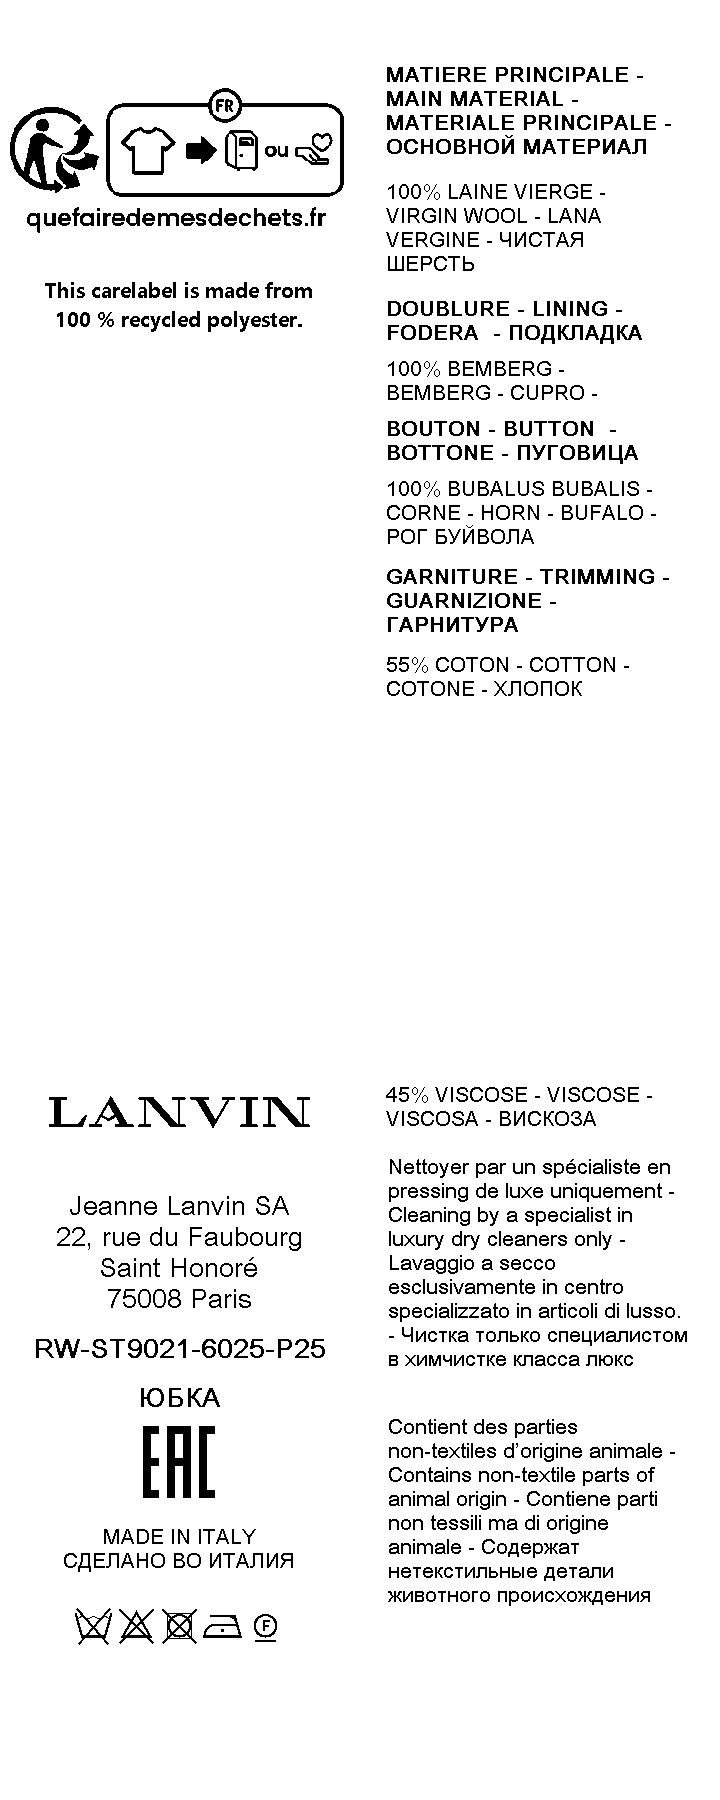 FR
ou
quefairedemesdechets.fr
This carelabel is made from
100 % recycled polyester.
MATIERE PRINCIPALE -
MAIN MATERIAL -
MATERIALE PRINCIPALE -
ОСНОВНОЙ МАТЕРИАЛ
100% LAINE VIERGE -
VIRGIN WOOL - LANA
VERGINE - ЧИСТАЯ
ШЕРСТЬ
DOUBLURE - LINING -
FODERA - ПОДКЛАДКА
100% BEMBERG -
BEMBERG - CUPRO -
BOUTON - BUTTON -
BOTTONE - ПУГОВИЦА
100% BUBALUS BUBALIS -
CORNE - HORN - BUFALO -
РОГ БУЙВОЛА
GARNITURE - TRIMMING -
GUARNIZIONE -
ГАРНИТУРА
55% COTON - COTTON -
COTONE - ХЛОПОК
LANVIN
Jeanne Lanvin SA
22, rue du Faubourg
Saint Honoré
75008 Paris
RW-ST9021-6025-P25
ЮБКА
EAC
MADE IN ITALY
СДЕЛАНО ВО ИТАЛИЯ
F
45% VISCOSE - VISCOSE -
VISCOSA - ВИСКОЗА
Nettoyer par un spécialiste en
pressing de luxe uniquement -
Cleaning by a specialist in
luxury dry cleaners only -
Lavaggio a secco
esclusivamente in centro
specializzato in articoli di lusso.
- Чистка только специалистом
в химчистке класса люкс
Contient des parties
non-textiles d’origine animale -
Contains non-textile parts of
animal origin - Contiene parti
non tessili ma di origine
animale - Содержат
нетекстильные детали
животного происхождения